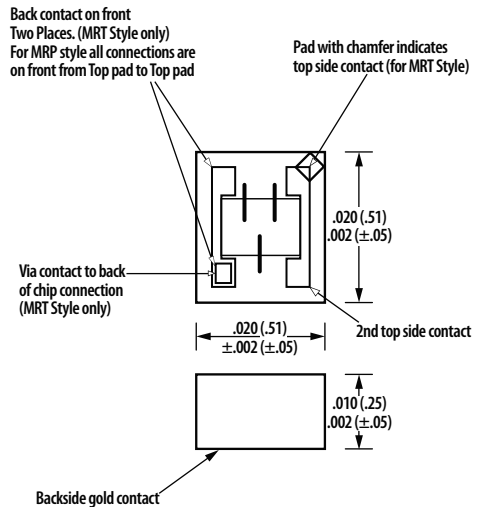 Back contact on front
Two Places. (MRT Style only)
For MRP style all connections are
on front from Top pad to Top pad
Pad with chamfer indicates
top side contact (for MRT Style)
.020 (.51)
.002 (±.05)
Via contact to back
of chip connection
(MRT Style only)
2nd top side contact
.020 (.51)
±.002 (±.05)
.010 (.25)
.002 (±.05)
Backside gold contact